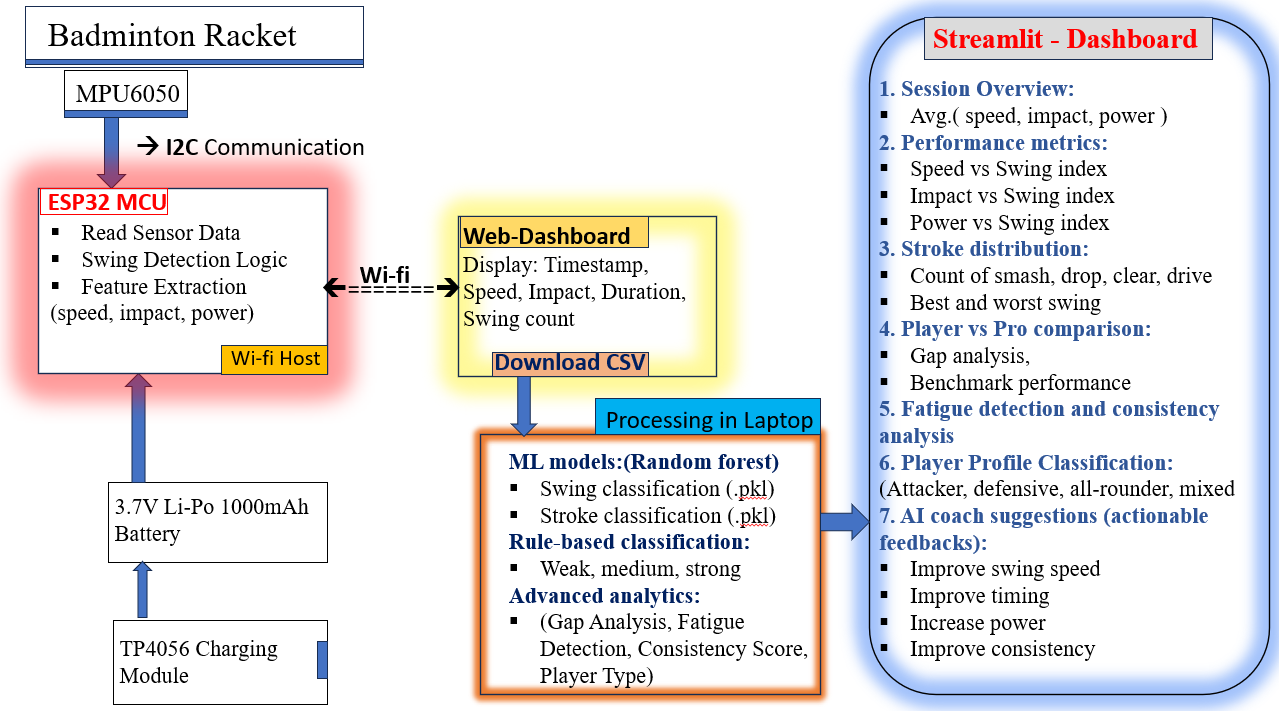 Badminton Racket
MPU6050
→ I2C Communication
ESP32 MCU
▪ Read Sensor Data
▪ Swing Detection Logic
▪ Feature Extraction
(speed, impact, power)
Wi-fi Host
3.7V Li-Po 1000mAh
Battery
TP4056 Charging
Module
Wi-fi
Web-Dashboard
Display: Timestamp,
Speed, Impact, Duration,
Swing count
Download CSV
Processing in Laptop
ML models:(Random forest)
▪ Swing classification (.pkl)
▪ Stroke classification (.pkl)
Rule-based classification:
▪ Weak, medium, strong
Advanced analytics:
▪ (Gap Analysis, Fatigue
Detection, Consistency Score,
Player Type)
Streamlit - Dashboard
1. Session Overview:
▪ Avg.( speed, impact, power )
2. Performance metrics:
▪ Speed vs Swing index
▪ Impact vs Swing index
▪ Power vs Swing index
3. Stroke distribution:
▪ Count of smash, drop, clear, drive
▪ Best and worst swing
4. Player vs Pro comparison:
▪ Gap analysis,
▪ Benchmark performance
5. Fatigue detection and consistency
analysis
6. Player Profile Classification:
(Attacker, defensive, all-rounder, mixed
7. AI coach suggestions (actionable
feedbacks):
▪ Improve swing speed
▪ Improve timing
▪ Increase power
▪ Improve consistency